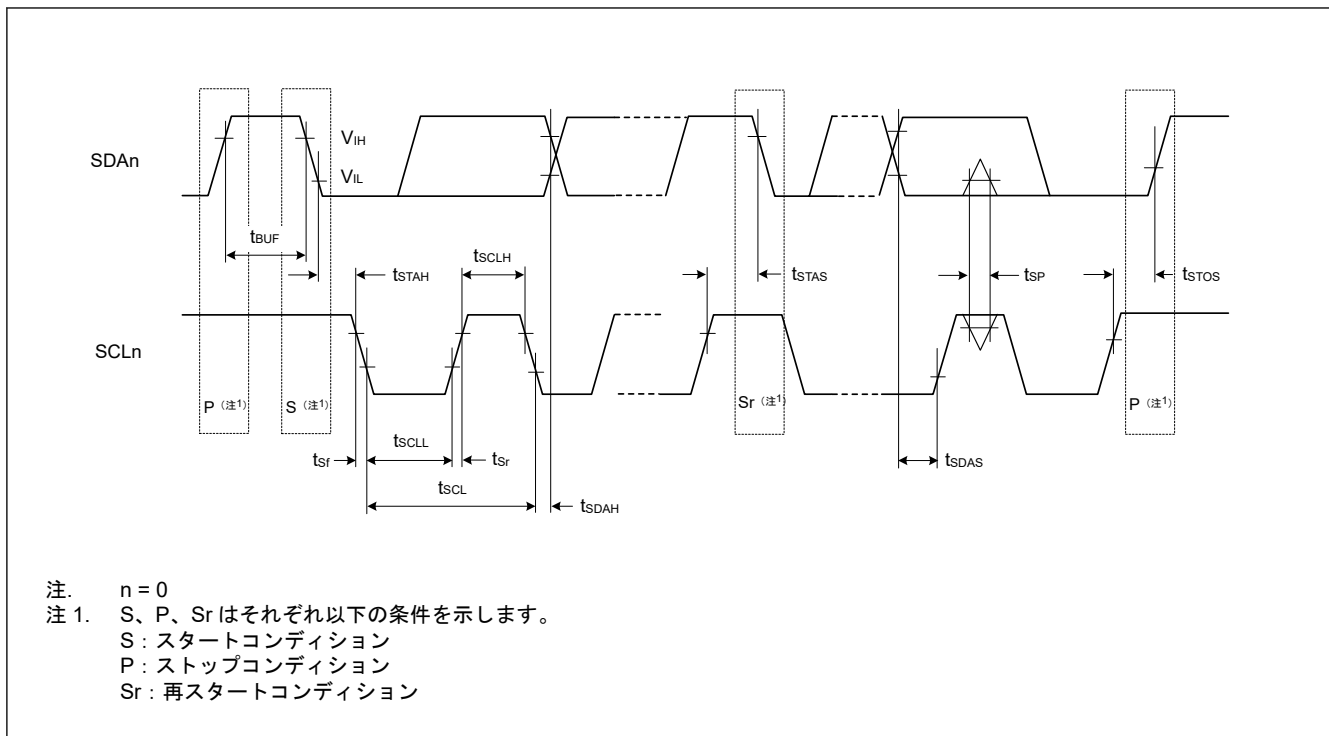 SDAn
VIH
VIL
tBUF
tSTAH
tSCLH
tSTAS
tSP
tSTOS
SCLn
P（注1）
S（注1）
Sr（注1）
P（注1）
tSf
tSCLL
tSr
tSCL
tSDAH
tSDAS
注. n = 0
注 1. S、P、Sr はそれぞれ以下の条件を示します。
S：スタートコンディション
P：ストップコンディション
Sr：再スタートコンディション